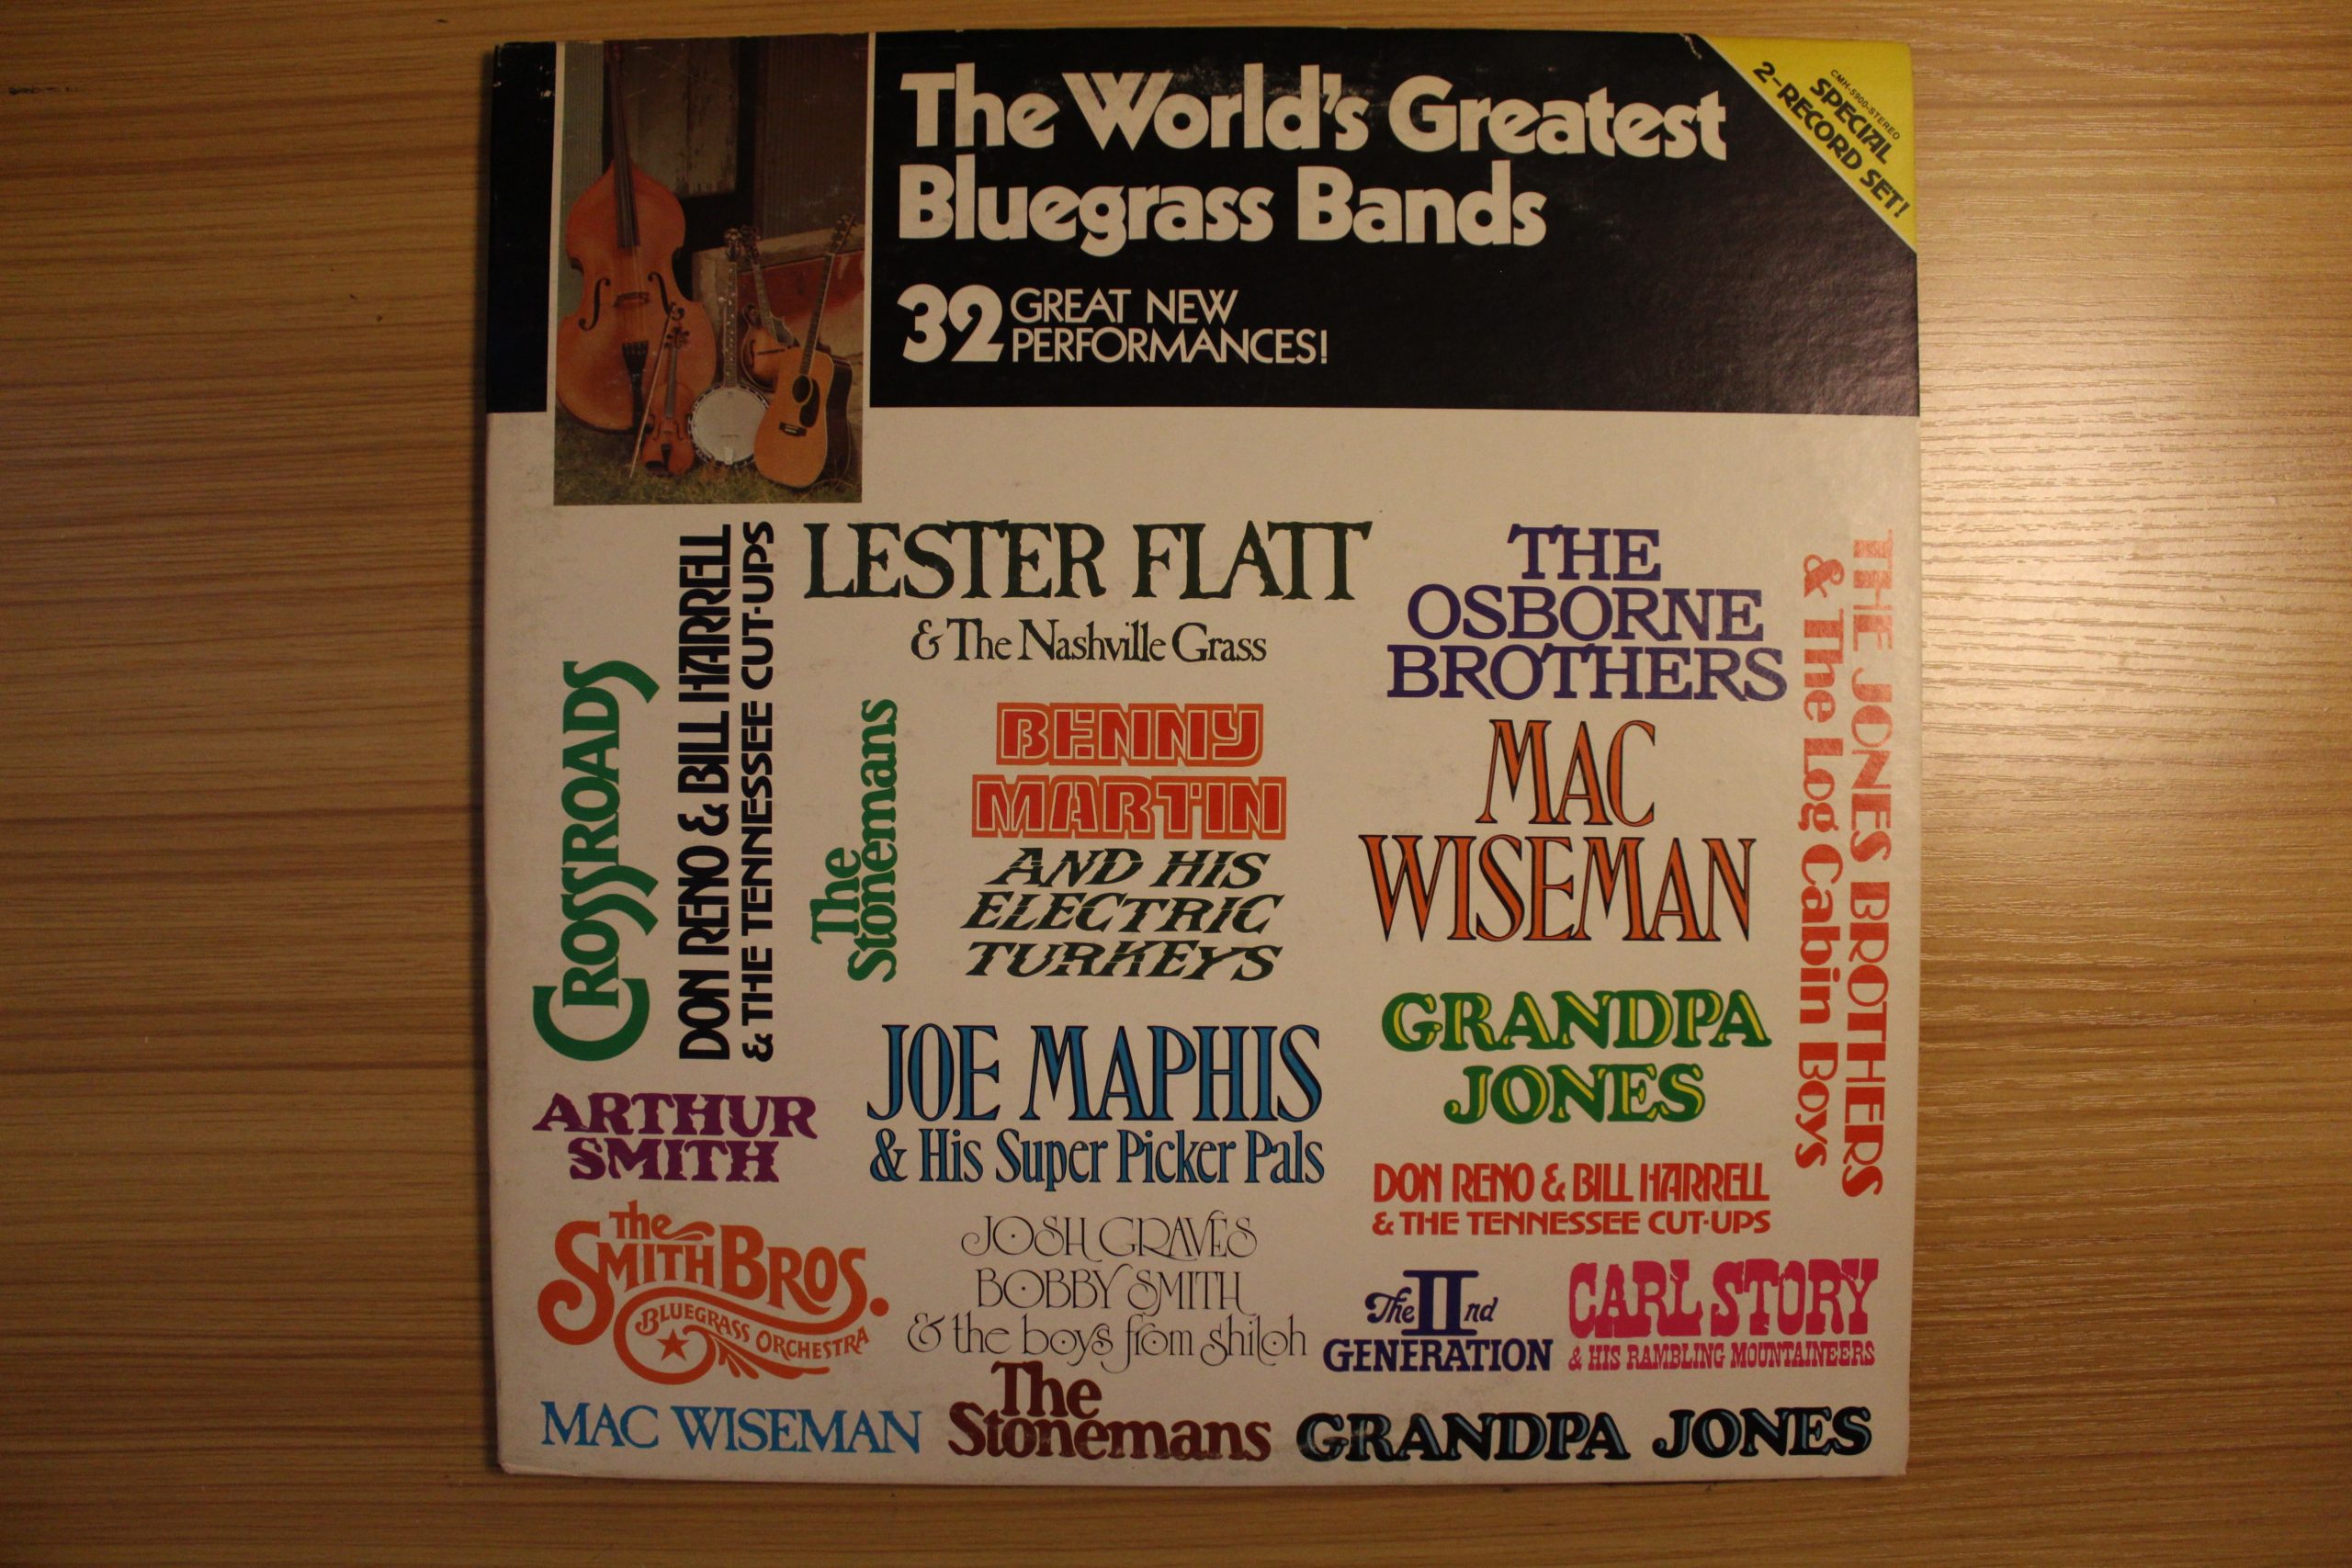 The World's Greatest
Bluegrass Bands
32 GREAT NEW
PERFORMANCES!
CMH-5900-STEREO
SPECIAL
2-RECORD SET!
CROSSROADS
DON RENO & BILL HARRELL
& THE TENNESSEE CUT-UPS
LESTER FLATT
& The Nashville Grass
THE
OSBORNE
BROTHERS
THE JONES BROTHERS
& The Log Cabin Boys
The
Stonemans
BENNY
MARTIN
AND HIS
ELECTRIC
TURKEYS
MAC
WISEMAN
GRANDPA
JONES
JOE MAPHIS
& His Super Picker Pals
ARTHUR
SMITH
DON RENO & BILL HARRELL
& THE TENNESSEE CUT-UPS
The
SMITH BROS.
BLUEGRASS ORCHESTRA
JOSH GRAVES
BOBBY SMITH
& the boys from shiloh
The IInd
GENERATION
CARL STORY
& HIS RAMBLING MOUNTAINEERS
MAC WISEMAN
The
Stonemans
GRANDPA JONES